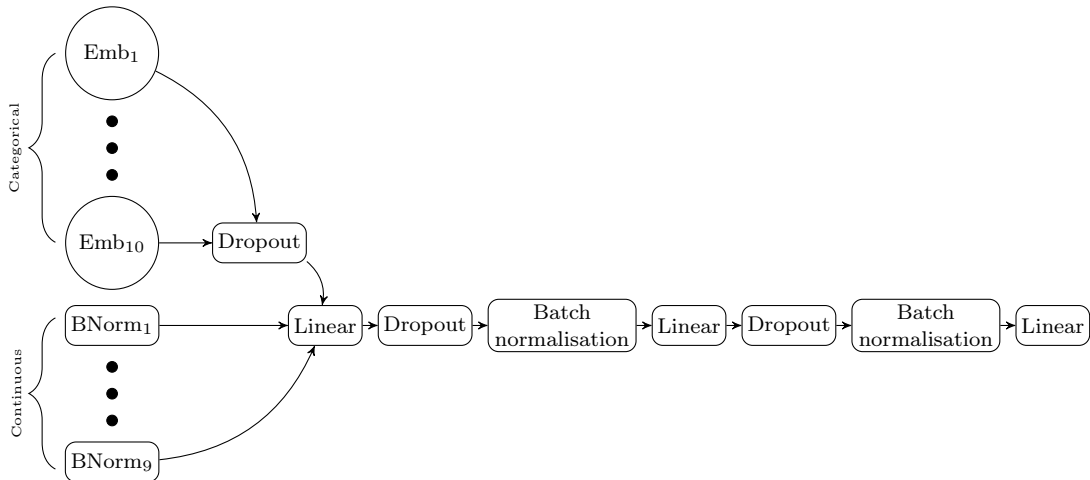 Categorical
Emb₁
Emb₁₀
Dropout
Continuous
BNorm₁
BNorm₉
Linear
Dropout
Batch
normalisation
Linear
Dropout
Batch
normalisation
Linear